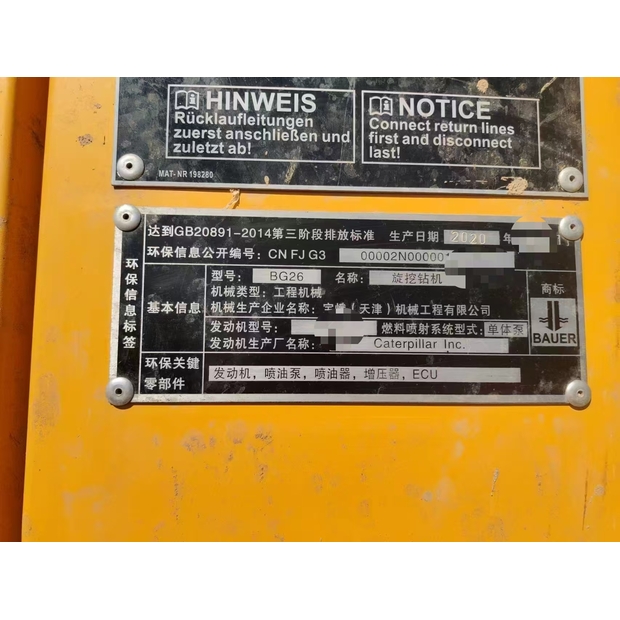 HINWEIS
Rücklaufleitungen
zuerst anschließen und
zuletzt ab!
MAT-NR 198280
NOTICE
Connect return lines
first and disconnect
last!
环保信息标签
达到GB20891-2014第三阶段排放标准 生产日期 2020 年
环保信息公开编号: CN FJ G3 00002N000001
基本信息
型号: BG26 名称: 旋挖钻机
机械类型: 工程机械
机械生产企业名称: (天津) 机械工程有限公司
发动机型号: 燃料喷射系统型式: 单体泵
发动机生产厂名称: Caterpillar Inc.
商标
BAUER
环保关键
零部件
发动机, 喷油泵, 喷油器, 增压器, ECU